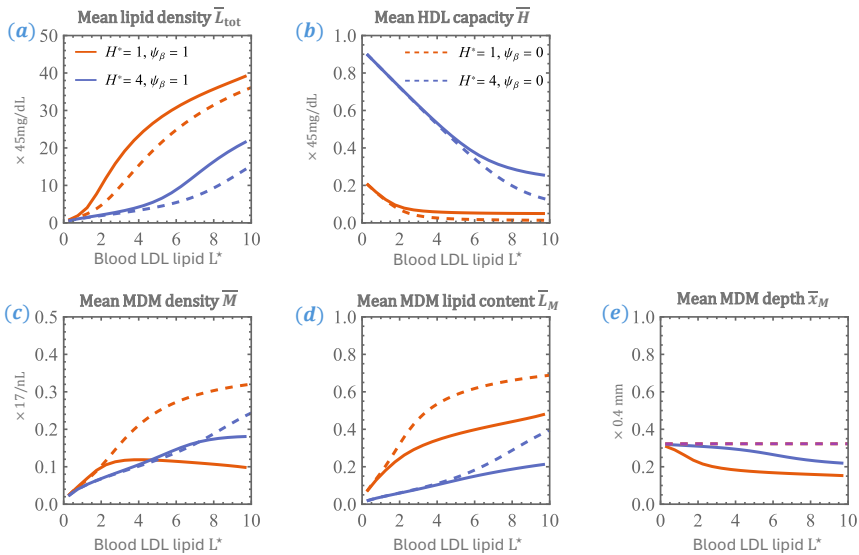 (a) Mean lipid density L̅tot
× 45mg/dL
50
40
30
20
10
0
H*= 1, ψβ = 1
H*= 4, ψβ = 1
0 2 4 6 8 10
Blood LDL lipid L*
(b) Mean HDL capacity H̅
× 45mg/dL
1.0
0.8
0.6
0.4
0.2
0.0
H*= 1, ψβ = 0
H*= 4, ψβ = 0
0 2 4 6 8 10
Blood LDL lipid L*
(c) Mean MDM density M̅
× 17/nL
0.5
0.4
0.3
0.2
0.1
0.0
0 2 4 6 8 10
Blood LDL lipid L*
(d) Mean MDM lipid content L̅M
1.0
0.8
0.6
0.4
0.2
0.0
0 2 4 6 8 10
Blood LDL lipid L*
(e) Mean MDM depth x̅M
× 0.4 mm
1.0
0.8
0.6
0.4
0.2
0.0
0 2 4 6 8 10
Blood LDL lipid L*